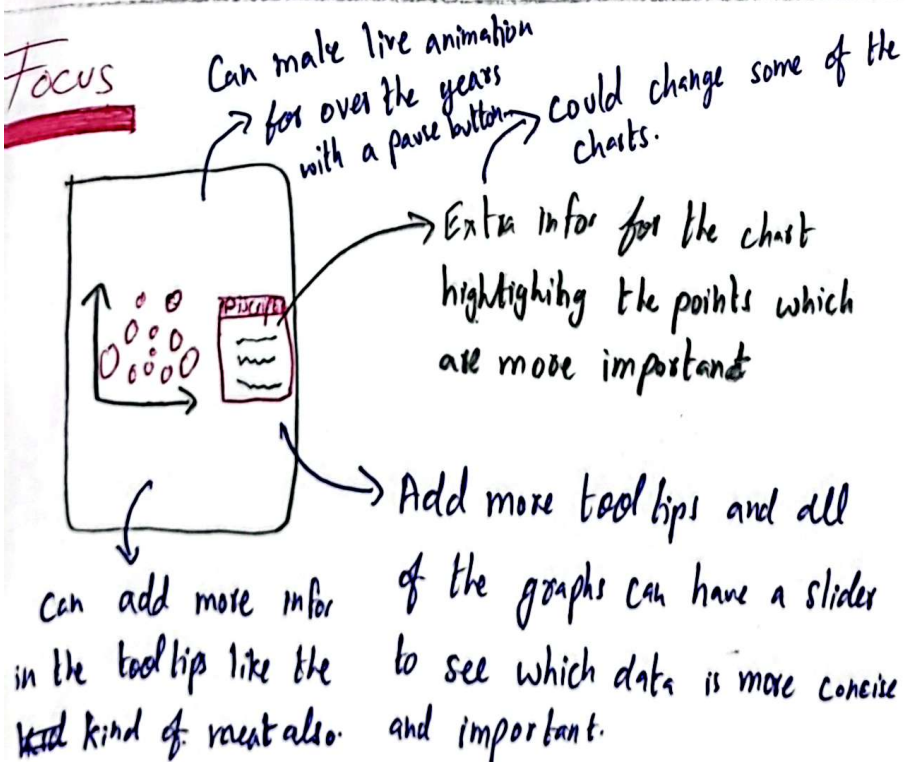 Focus
Can make live animation
for over the years
with a pause button.
could change some of the
charts.
Extra infor for the chart
highlighihg the points which
are more important
Add more tool tips and all
of the graphs can have a slider
to see which data is more concise
and important.
can add more infor
in the tool tips like the
kind of meat also.